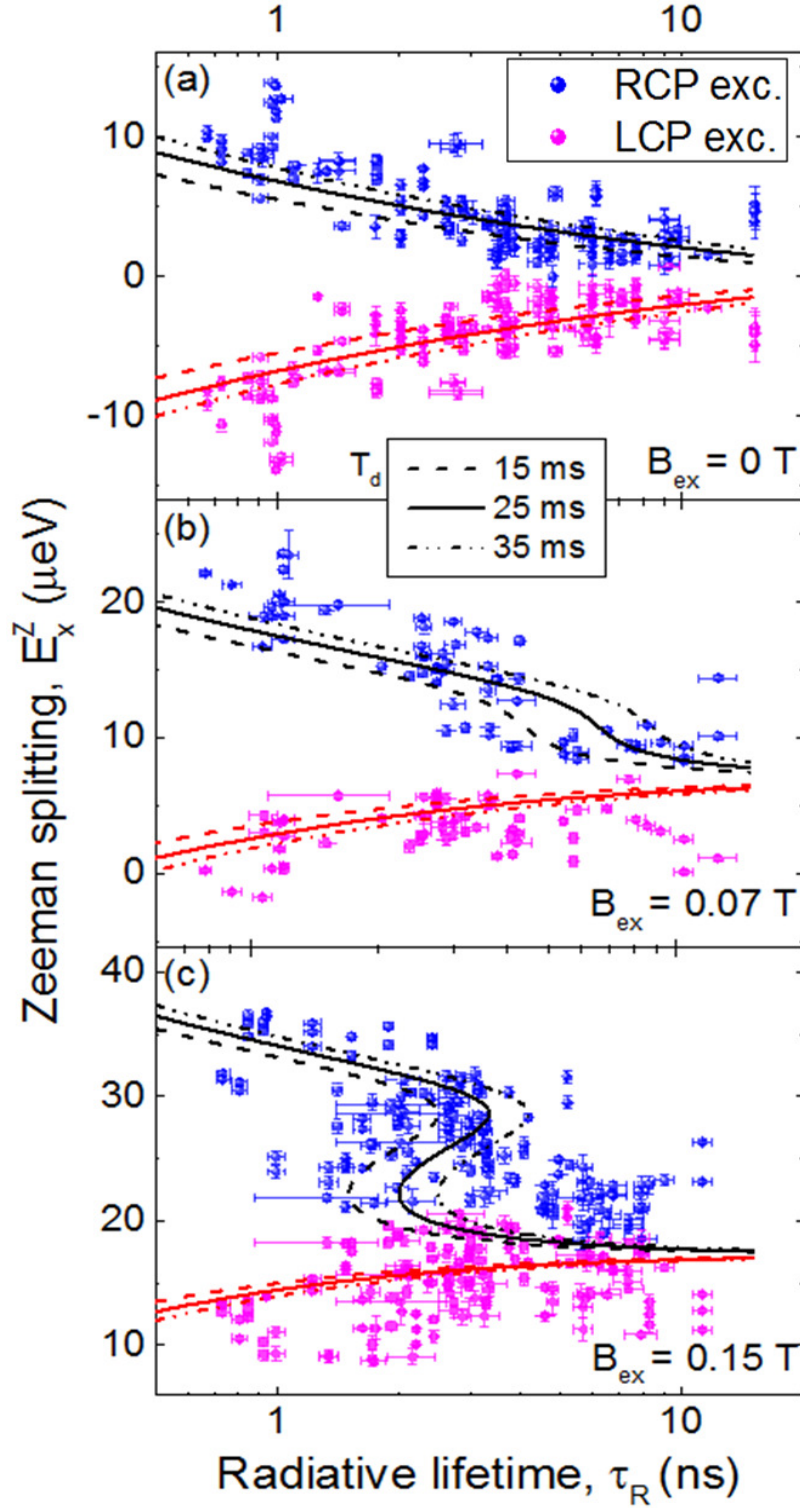 1 10
(a)
RCP exc.
LCP exc.
10
0
-10
B_ex = 0 T
T_d
15 ms
25 ms
35 ms
(b)
20
10
0
B_ex = 0.07 T
(c)
40
30
20
10
B_ex = 0.15 T
Zeeman splitting, E_x^Z (μeV)
1 10
Radiative lifetime, τ_R (ns)